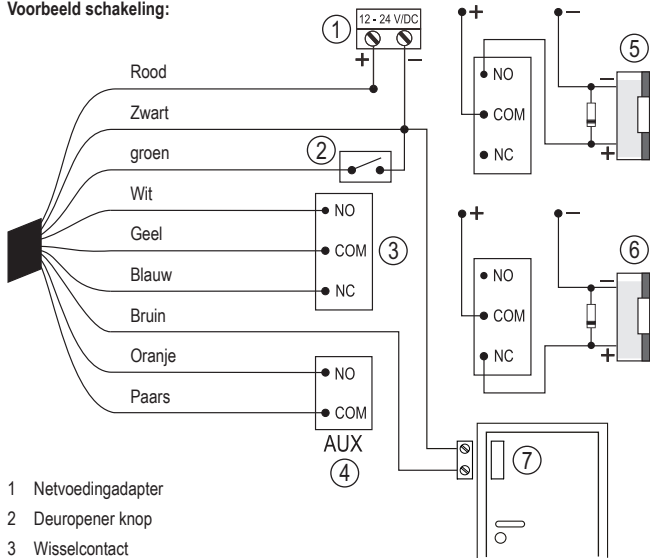 Voorbeeld schakeling:
1
12 - 24 V/DC
+ −
Rood
Zwart
groen
2
Wit
NO
Geel
COM
3
Blauw
NC
Bruin
Oranje
NO
Paars
COM
AUX
4
+ −
5
NO
−
COM
NC
+
+ −
6
NO
−
COM
NC
+
7
1 Netvoedingadapter
2 Deuropener knop
3 Wisselcontact